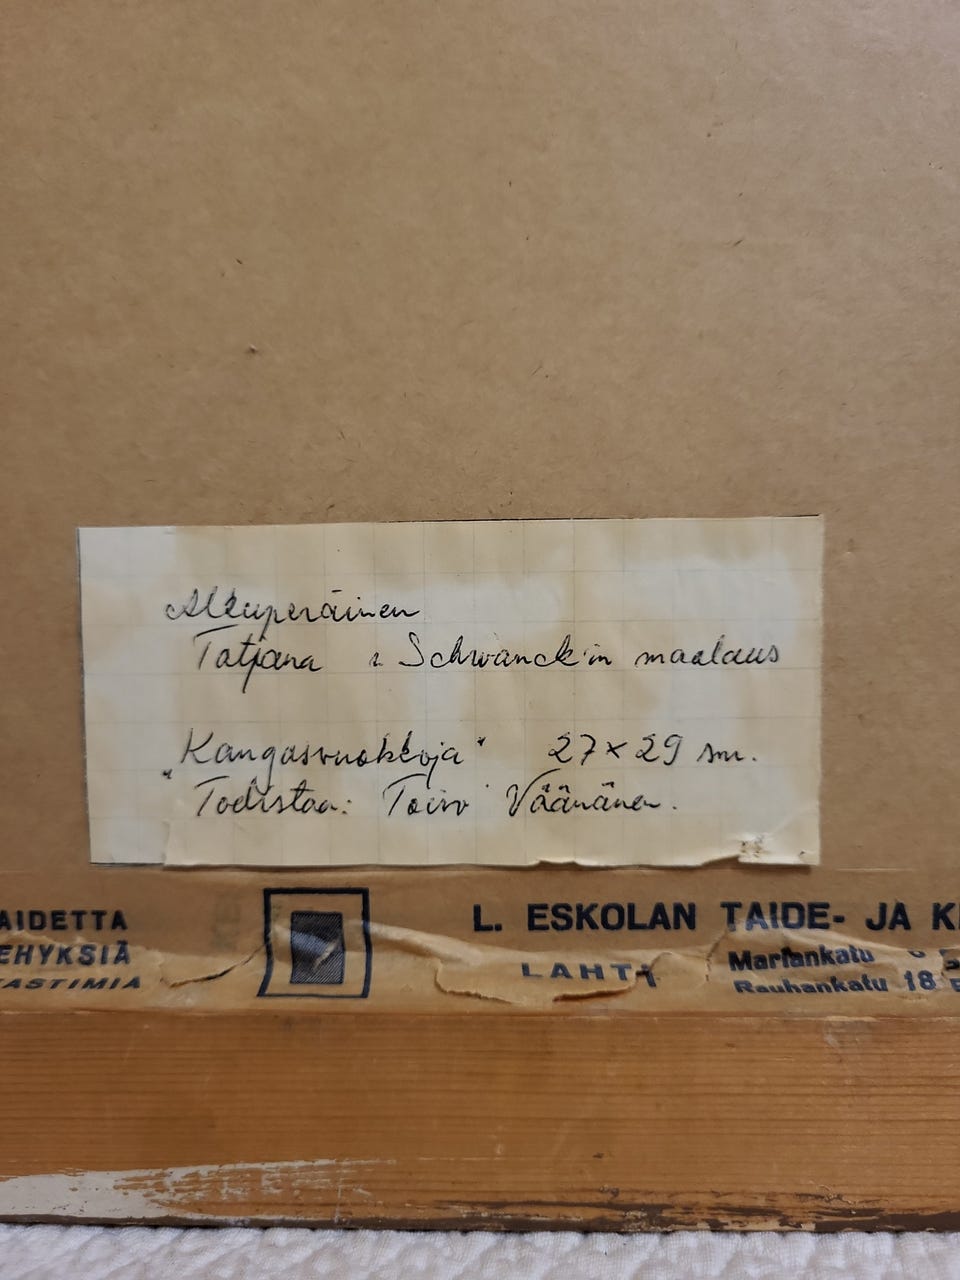 Alkuperäinen
Tatjana v Schwanck'in maalaus
"Kangasvuokkoja" 27 x 29 sm.
Todistaa: Toivo Väänänen.
AIDETTA
EHYKSIÄ
TASTIMIA
L. ESKOLAN TAIDE- JA K
LAHTI
Mariankatu
Rauhankatu 18